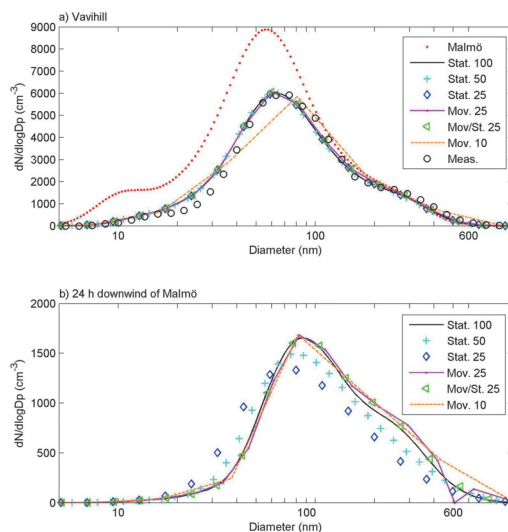 a) Vavihill
9000
8000
7000
6000
5000
4000
3000
2000
1000
0
dN/dlogDp (cm-3)
10
100
600
Diameter (nm)
Malmö
Stat. 100
Stat. 50
Stat. 25
Mov. 25
Mov/St. 25
Mov. 10
Meas.
b) 24 h downwind of Malmö
2000
1500
1000
500
0
dN/dlogDp (cm-3)
10
100
600
Diameter (nm)
Stat. 100
Stat. 50
Stat. 25
Mov. 25
Mov/St. 25
Mov. 10